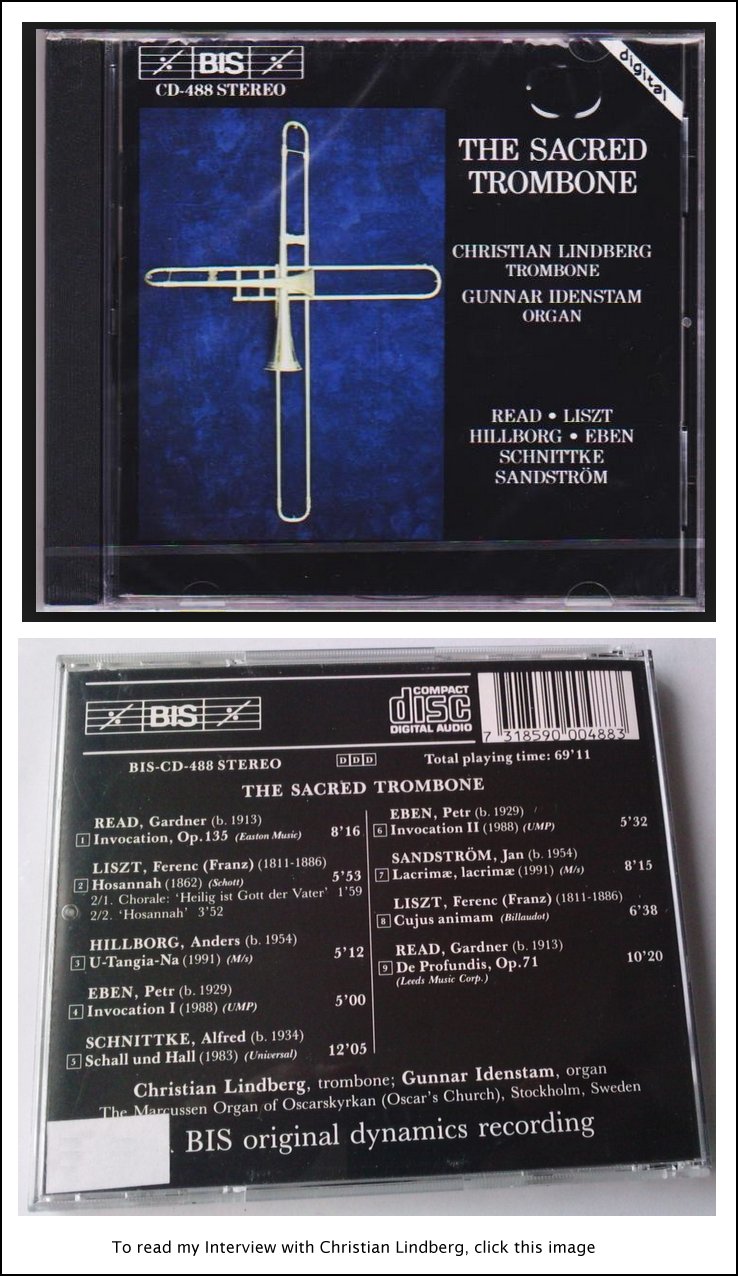 BIS
CD-488 STEREO
digital
THE SACRED
TROMBONE
CHRISTIAN LINDBERG
TROMBONE
GUNNAR IDENSTAM
ORGAN
READ • LISZT
HILLBORG • EBEN
SCHNITTKE
SANDSTRÖM
BIS
COMPACT
disc
DIGITAL AUDIO
7 318590 004883
BIS-CD-488 STEREO
D D D
Total playing time: 69'11
THE SACRED TROMBONE
READ, Gardner (b. 1913)
1 Invocation, Op.135 (Easton Music) 8'16
LISZT, Ferenc (Franz) (1811-1886)
2 Hosannah (1862) (Schott) 5'53
2/1. Chorale: 'Heilig ist Gott der Vater' 1'59
2/2. 'Hosannah' 3'52
HILLBORG, Anders (b. 1954)
3 U-Tangia-Na (1991) (M/s) 5'12
EBEN, Petr (b. 1929)
4 Invocation I (1988) (UMP) 5'00
SCHNITTKE, Alfred (b. 1934)
5 Schall und Hall (1983) (Universal) 12'05
EBEN, Petr (b. 1929)
6 Invocation II (1988) (UMP) 5'32
SANDSTRÖM, Jan (b. 1954)
7 Lacrimæ, lacrimæ (1991) (M/s) 8'15
LISZT, Ferenc (Franz) (1811-1886)
8 Cujus animam (Billaudot) 6'38
READ, Gardner (b. 1913)
9 De Profundis, Op.71 10'20
(Leeds Music Corp.)
Christian Lindberg, trombone; Gunnar Idenstam, organ
The Marcussen Organ of Oscarskyrkan (Oscar's Church), Stockholm, Sweden
BIS original dynamics recording
To read my Interview with Christian Lindberg, click this image